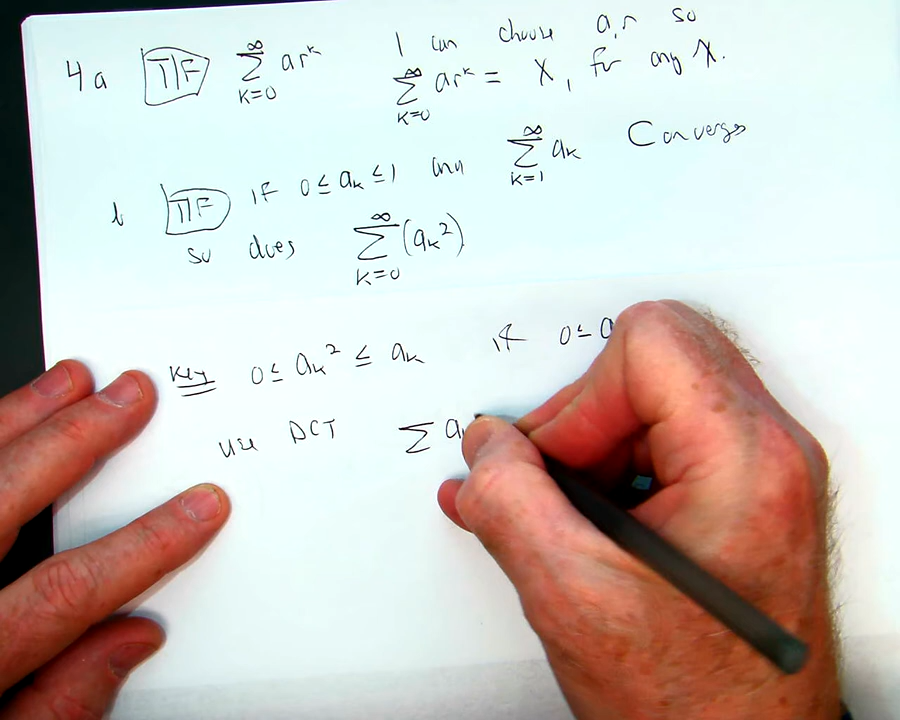 4a T/F ∞ Σ k=0 ar^k I can choose a,r so
∞ Σ k=0 ar^k = X, for any X.
b T/F if 0 ≤ a_k ≤ 1 and ∞ Σ k=1 a_k Converges
so does ∞ Σ k=0 (a_k^2)
Key 0 ≤ a_k^2 ≤ a_k if 0 ≤ a
Use DCT Σ a